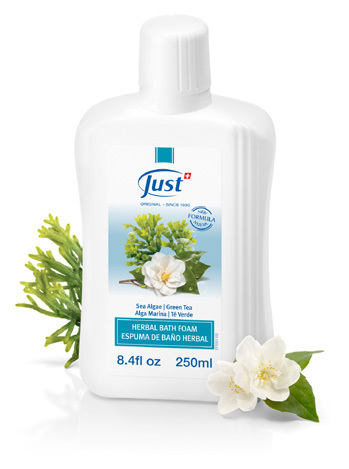 Just
ORIGINAL • SINCE 1930
FORMULA
Sea Algae | Green Tea
Alga Marina | Té Verde
HERBAL BATH FOAM
ESPUMA DE BAÑO HERBAL
8.4fl oz 250ml